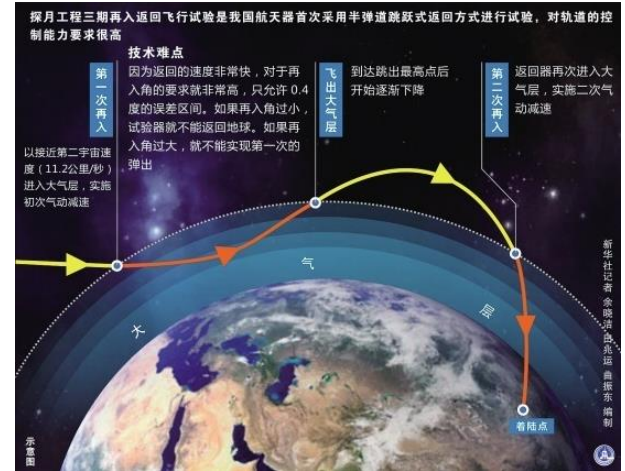 探月工程三期再入返回飞行试验是我国航天器首次采用半弹道跳跃式返回方式进行试验，对轨道的控
制能力要求很高
第一次再入
以接近第二宇宙速
度（11.2公里/秒）
进入大气层，实施
初次气动减速
技术难点
因为返回的速度非常快，对于再
入角的要求就非常高，只允许 0.4
度的误差区间。如果再入角过小，
试验器就不能返回地球。如果再
入角过大，就不能实现第一次的
弹出
飞出大气层
到达跳出最高点后
开始逐渐下降
第二次再入
返回器再次进入大
气层，实施二次气
动减速
大气层
着陆点
新华社记者 余晓洁 田兆运 曲振东 编制
示意图